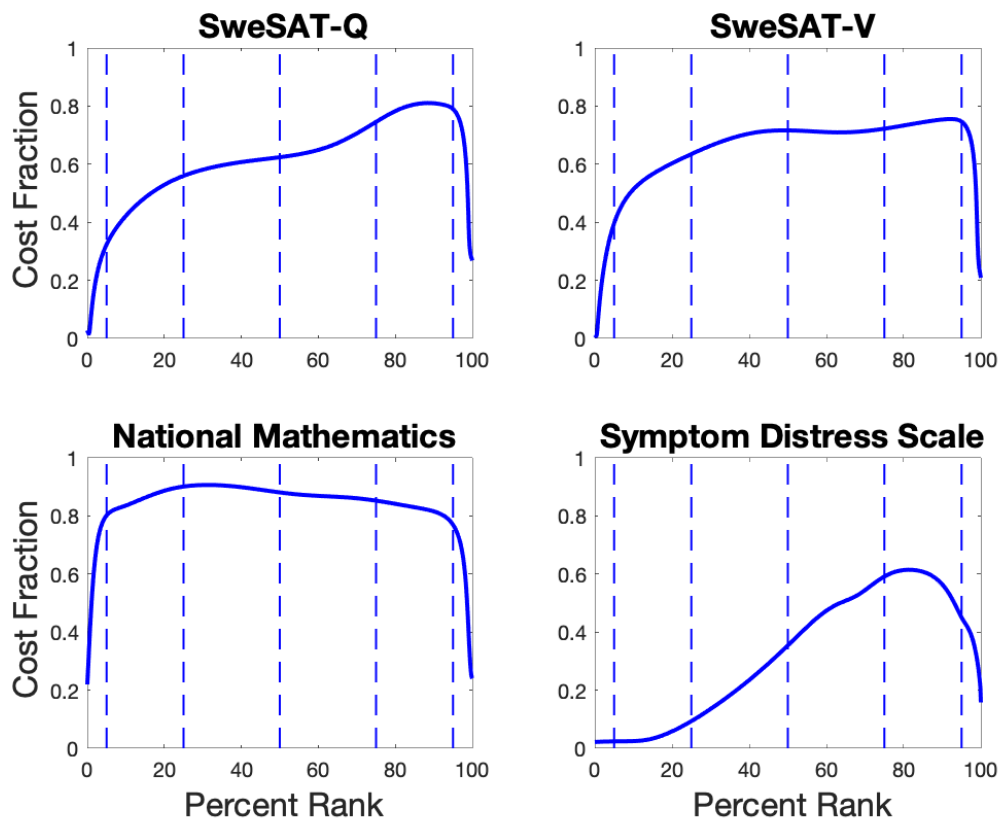 SweSAT-Q
SweSAT-V
1
0.8
0.6
0.4
0.2
0
Cost Fraction
0 20 40 60 80 100
1
0.8
0.6
0.4
0.2
0
0 20 40 60 80 100
National Mathematics
Symptom Distress Scale
1
0.8
0.6
0.4
0.2
0
Cost Fraction
0 20 40 60 80 100
Percent Rank
1
0.8
0.6
0.4
0.2
0
0 20 40 60 80 100
Percent Rank